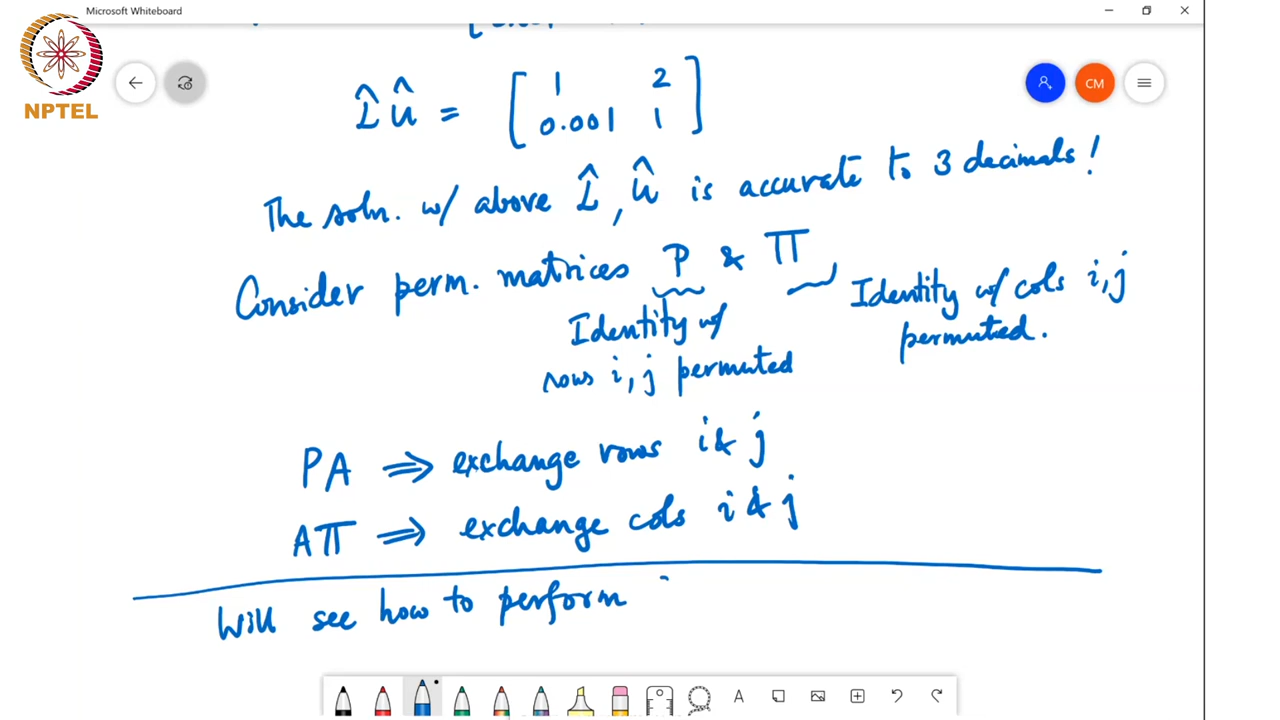 Microsoft Whiteboard
NPTEL
CM
L̂ Û = [ 1 2
0.001 1 ]
The soln. w/ above L̂, Û is accurate to 3 decimals!
Consider perm. matrices P & Π
Identity w/ rows i, j permuted
Identity w/ cols i, j permuted.
PA ⇒ exchange rows i & j
AΠ ⇒ exchange cols i & j
Will see how to perform
A